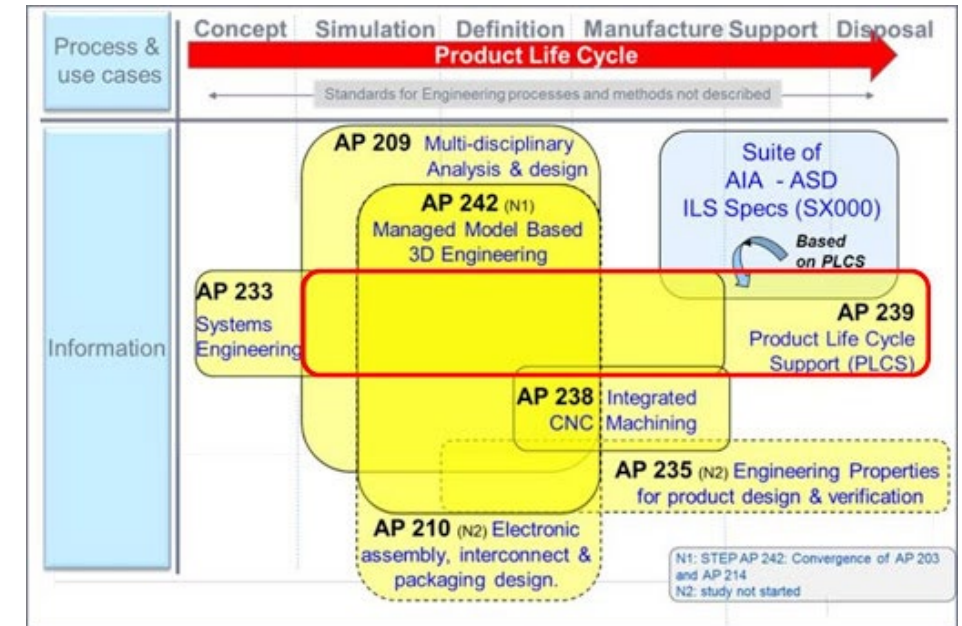 Process &
use cases
Concept Simulation Definition Manufacture Support Disposal
Product Life Cycle
Standards for Engineering processes and methods not described
Information
AP 209 Multi-disciplinary
Analysis & design
AP 242 (N1)
Managed Model Based
3D Engineering
Suite of
AIA - ASD
ILS Specs (SX000)
Based
on PLCS
AP 233
Systems
Engineering
AP 239
Product Life Cycle
Support (PLCS)
AP 238 Integrated
CNC Machining
AP 235 (N2) Engineering Properties
for product design & verification
AP 210 (N2) Electronic
assembly, interconnect &
packaging design.
N1: STEP AP 242: Convergence of AP 203
and AP 214
N2: study not started